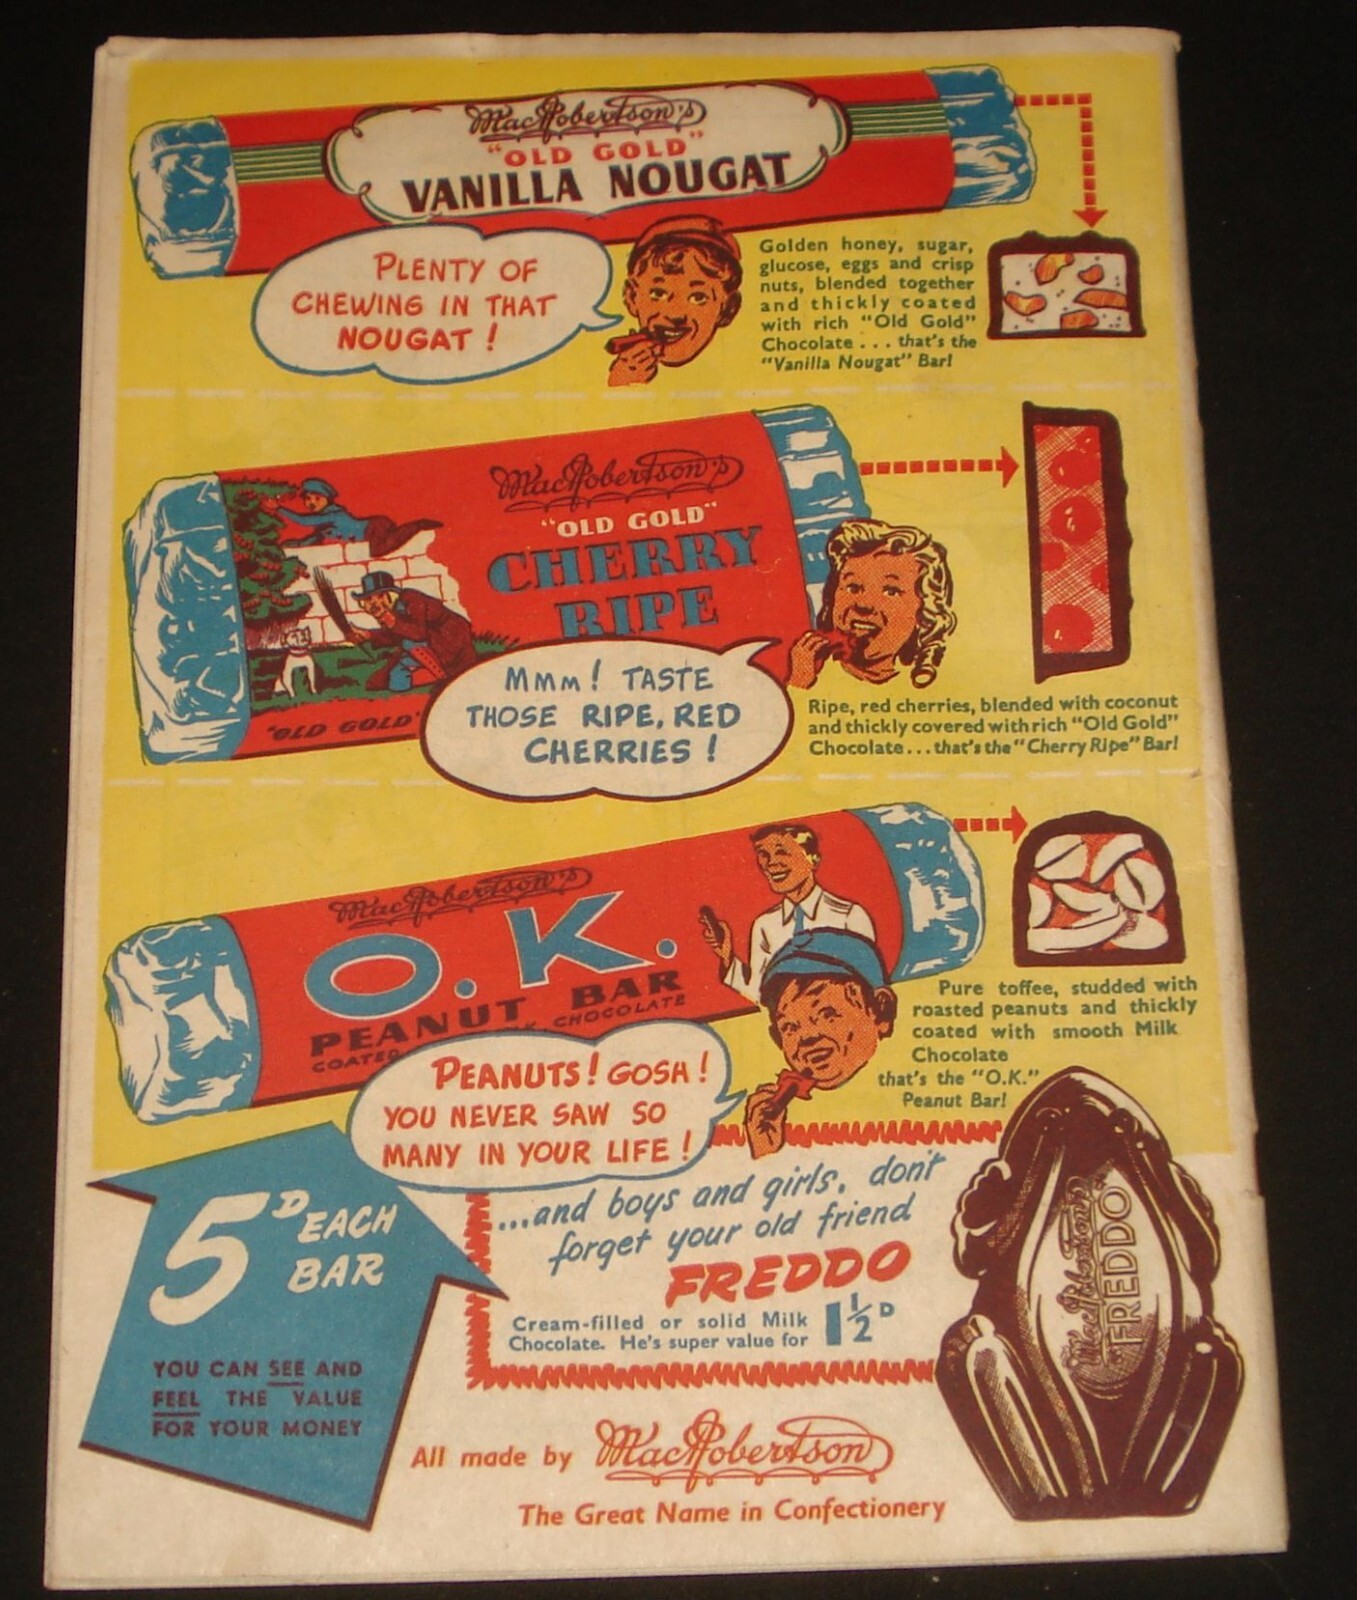 MacRobertson's
"OLD GOLD"
VANILLA NOUGAT
PLENTY OF
CHEWING IN THAT
NOUGAT!
Golden honey, sugar,
glucose, eggs and crisp
nuts, blended together
and thickly coated
with rich "Old Gold"
Chocolate ... that's the
"Vanilla Nougat" Bar!
MacRobertson's
"OLD GOLD"
CHERRY
RIPE
"OLD GOLD"
MMM! TASTE
THOSE RIPE, RED
CHERRIES!
Ripe, red cherries, blended with coconut
and thickly covered with rich "Old Gold"
Chocolate... that's the "Cherry Ripe" Bar!
MacRobertson's
O.K.
PEANUT BAR
COATED CHOCOLATE
PEANUTS! GOSH!
YOU NEVER SAW SO
MANY IN YOUR LIFE!
Pure toffee, studded with
roasted peanuts and thickly
coated with smooth Milk
Chocolate
that's the "O.K."
Peanut Bar!
5D EACH
BAR
YOU CAN SEE AND
FEEL THE VALUE
FOR YOUR MONEY
...and boys and girls, don't
forget your old friend
FREDDO
Cream-filled or solid Milk
Chocolate. He's super value for
1½D
MacRobertson's
FREDDO
All made by MacRobertson
The Great Name in Confectionery